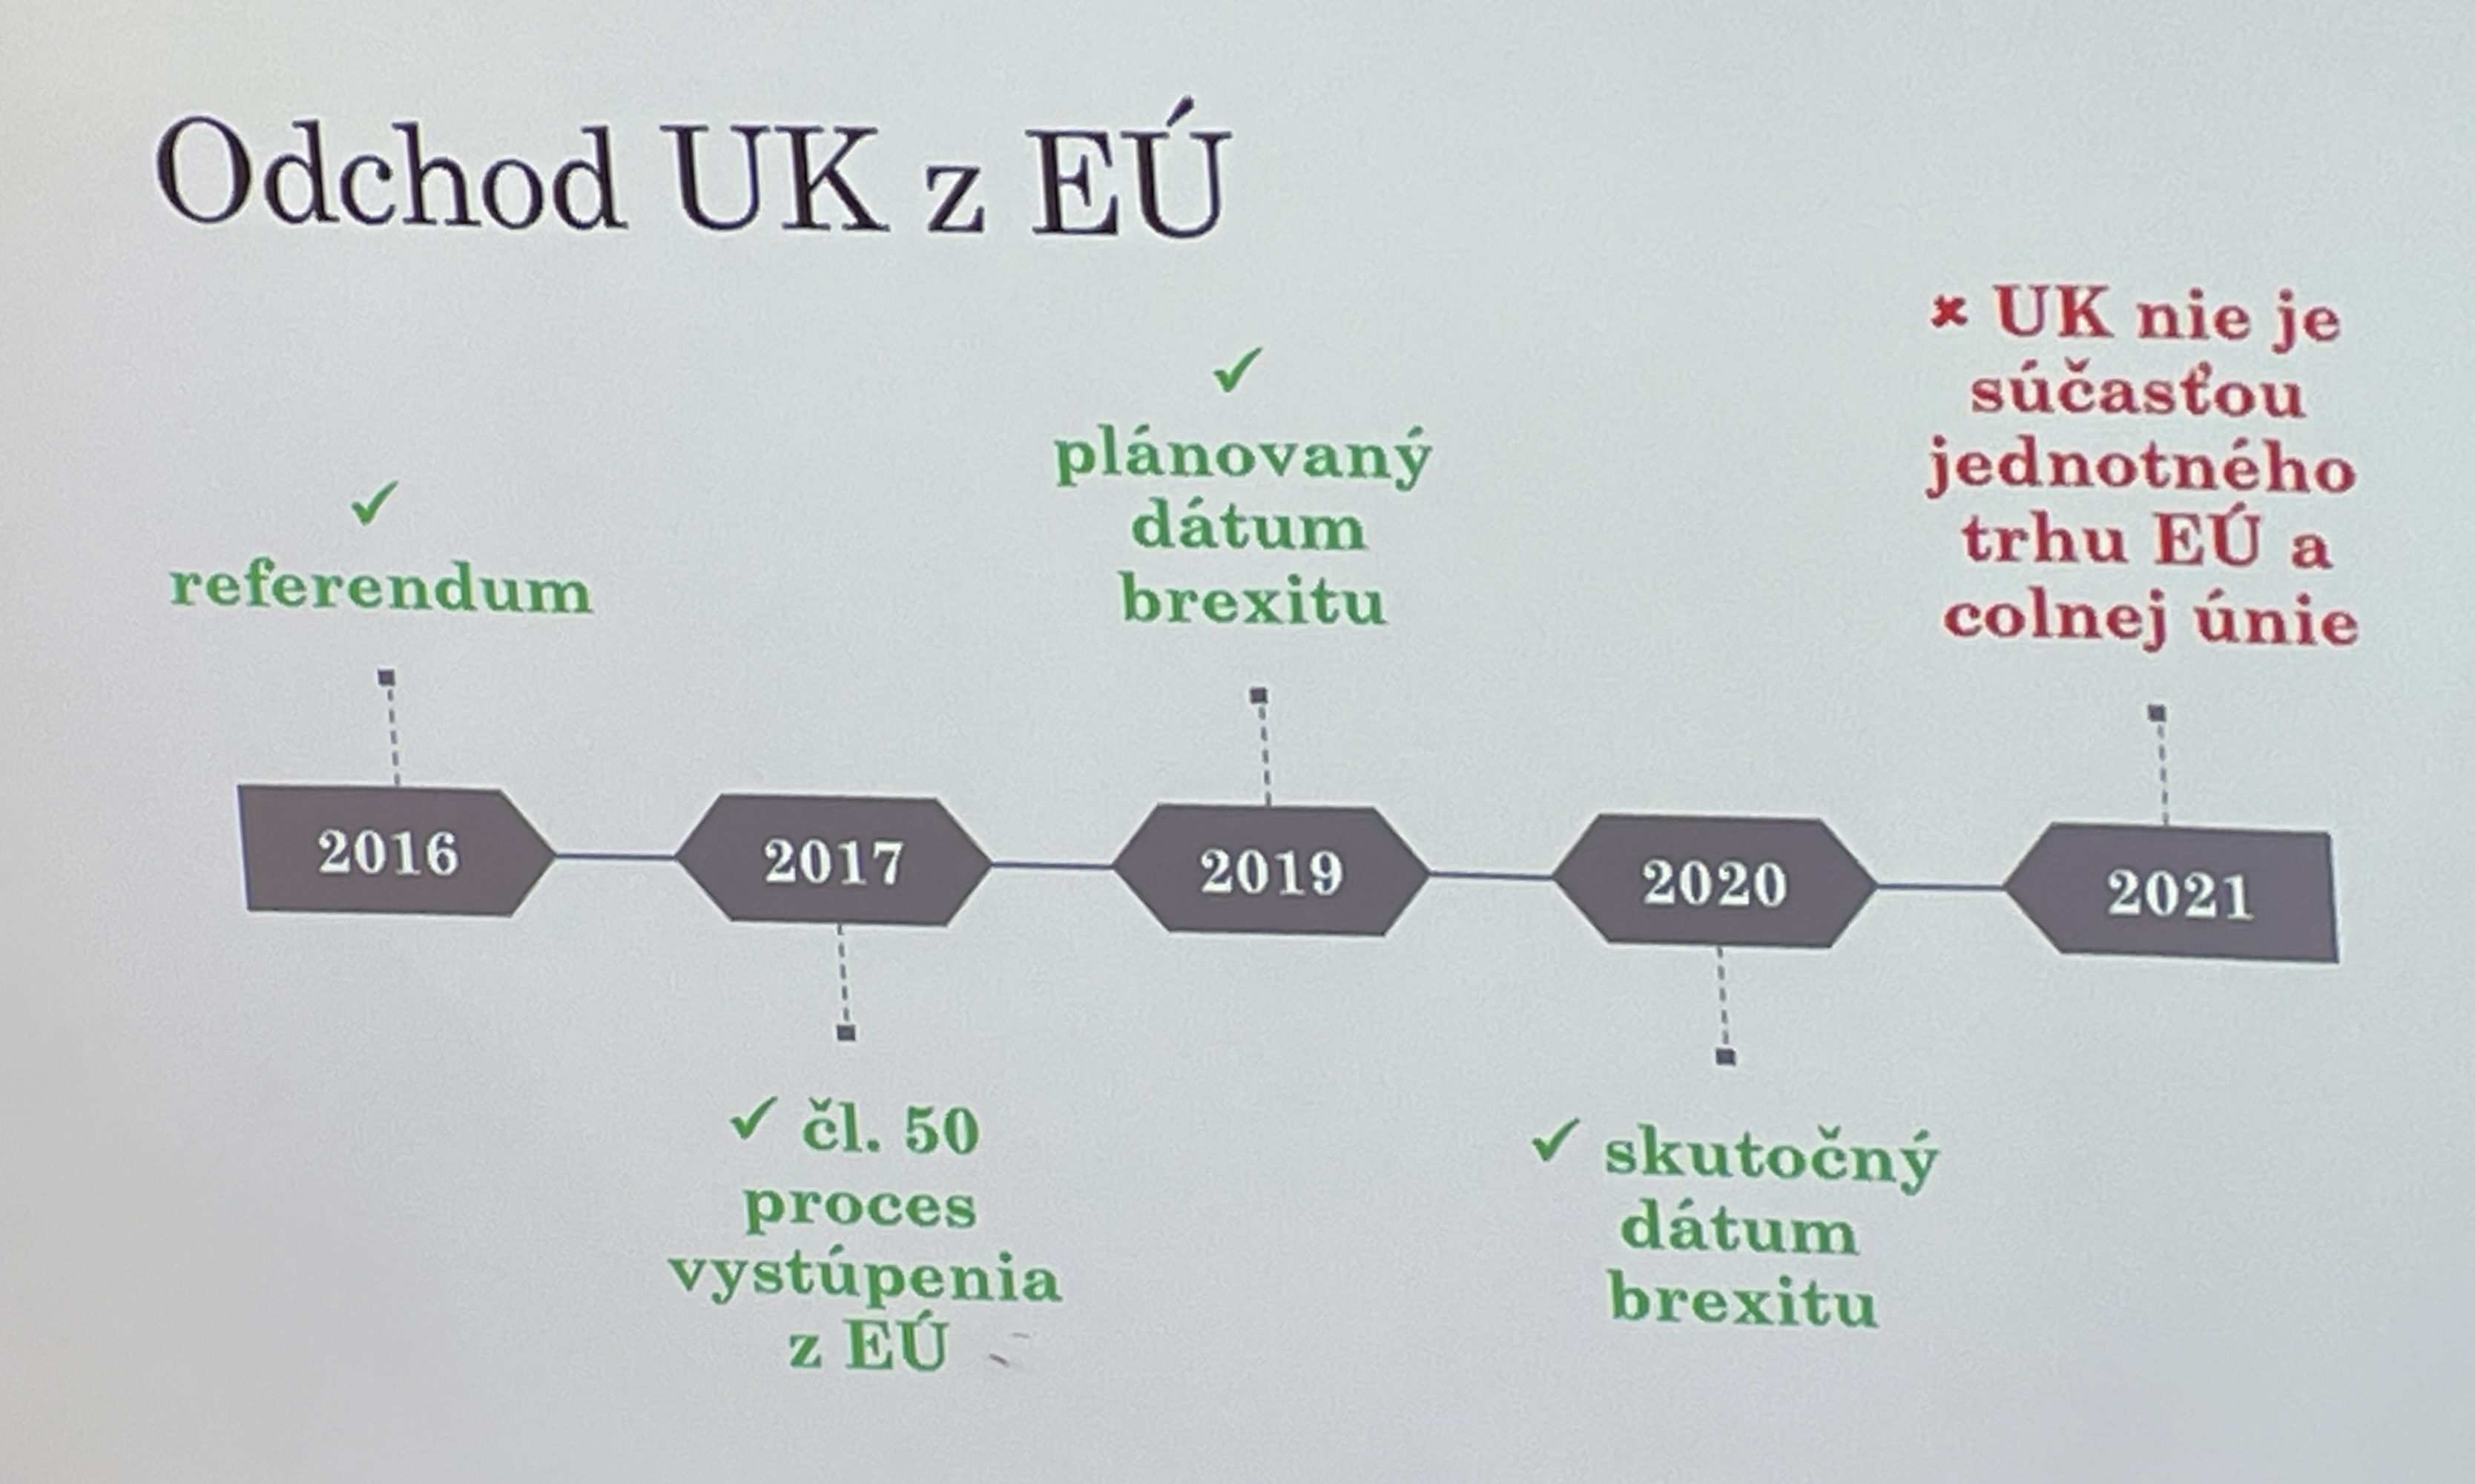 Odchod UK z EÚ
✓
referendum
✓
plánovaný
dátum
brexitu
✖ UK nie je
súčasťou
jednotného
trhu EÚ a
colnej únie
2016
2017
2019
2020
2021
✓ čl. 50
proces
vystúpenia
z EÚ
✓ skutočný
dátum
brexitu